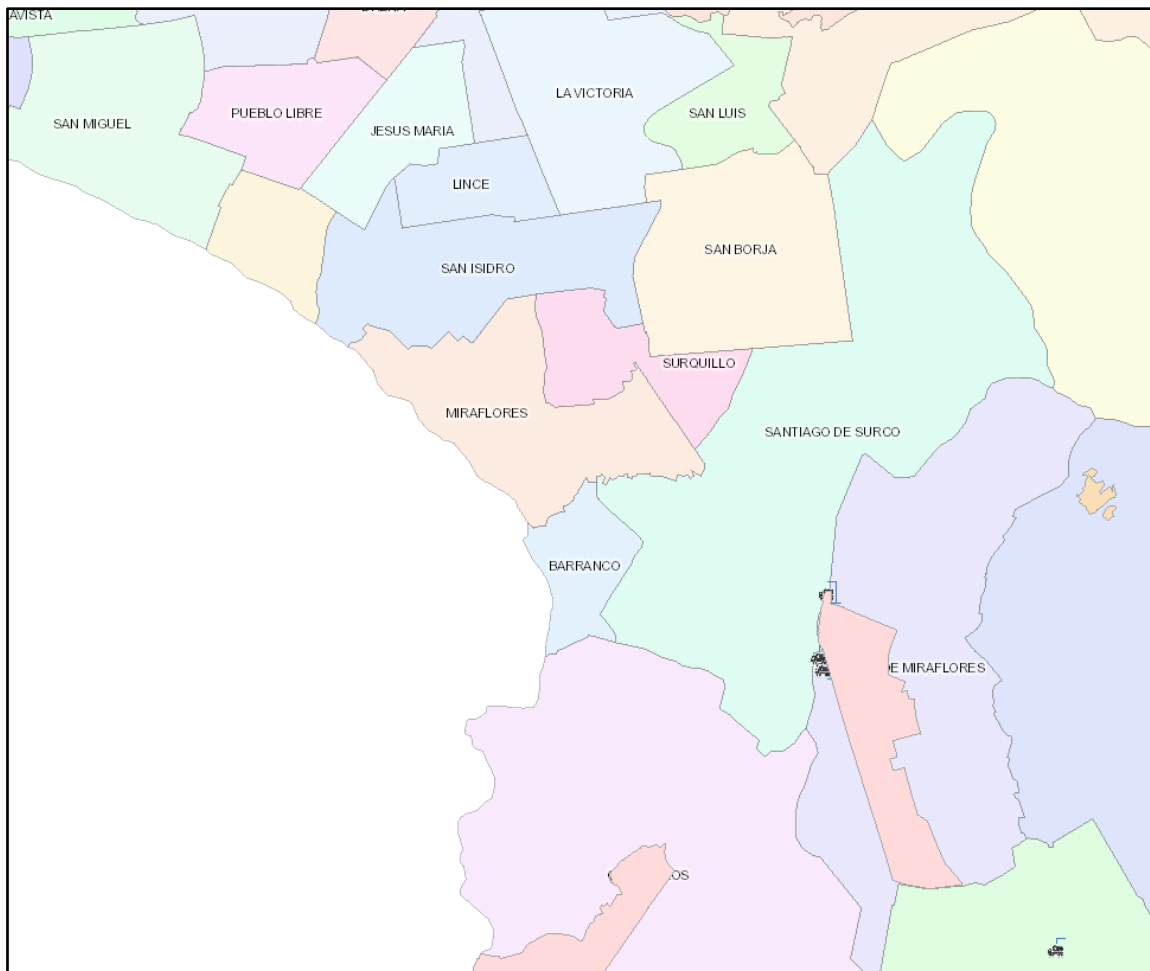 SAN MIGUEL
PUEBLO LIBRE
JESUS MARIA
LA VICTORIA
SAN LUIS
LINCE
SAN BORJA
SAN ISIDRO
SURQUILLO
MIRAFLORES
SANTIAGO DE SURCO
BARRANCO
DE MIRAFLORES